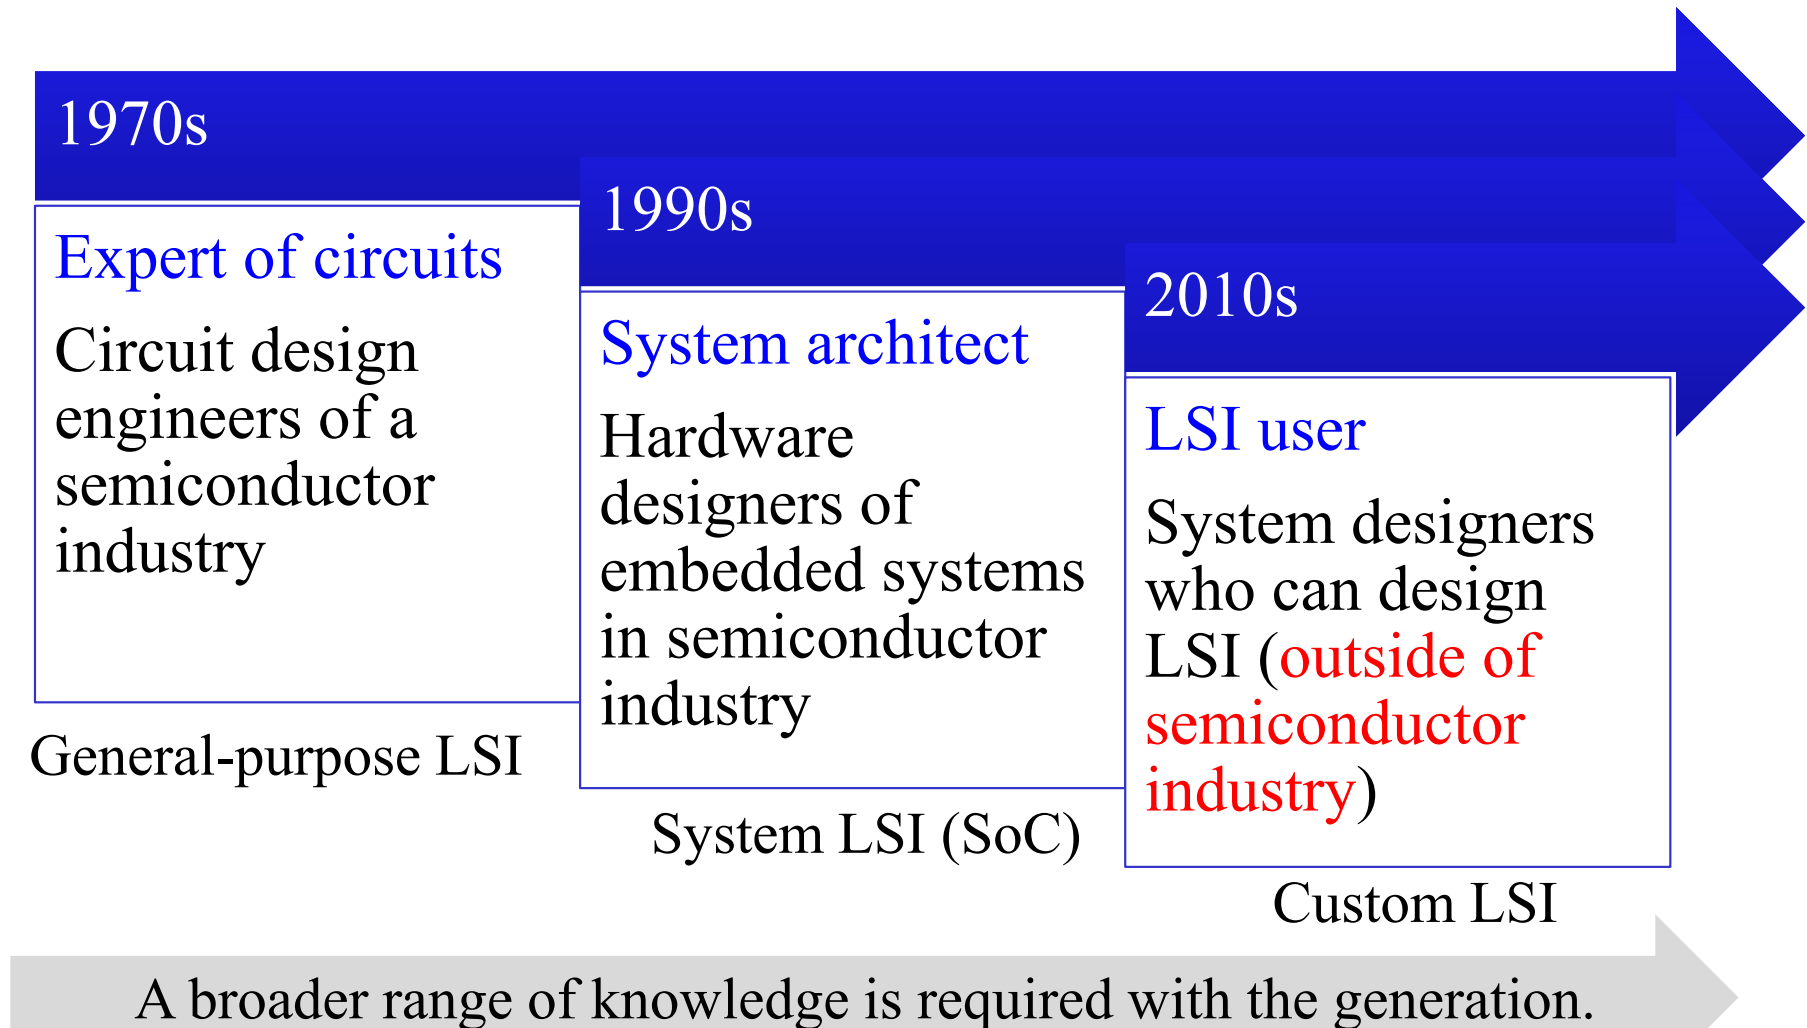 1970s
Expert of circuits
Circuit design
engineers of a
semiconductor
industry
General-purpose LSI
1990s
System architect
Hardware
designers of
embedded systems
in semiconductor
industry
System LSI (SoC)
2010s
LSI user
System designers
who can design
LSI (outside of
semiconductor
industry)
Custom LSI
A broader range of knowledge is required with the generation.